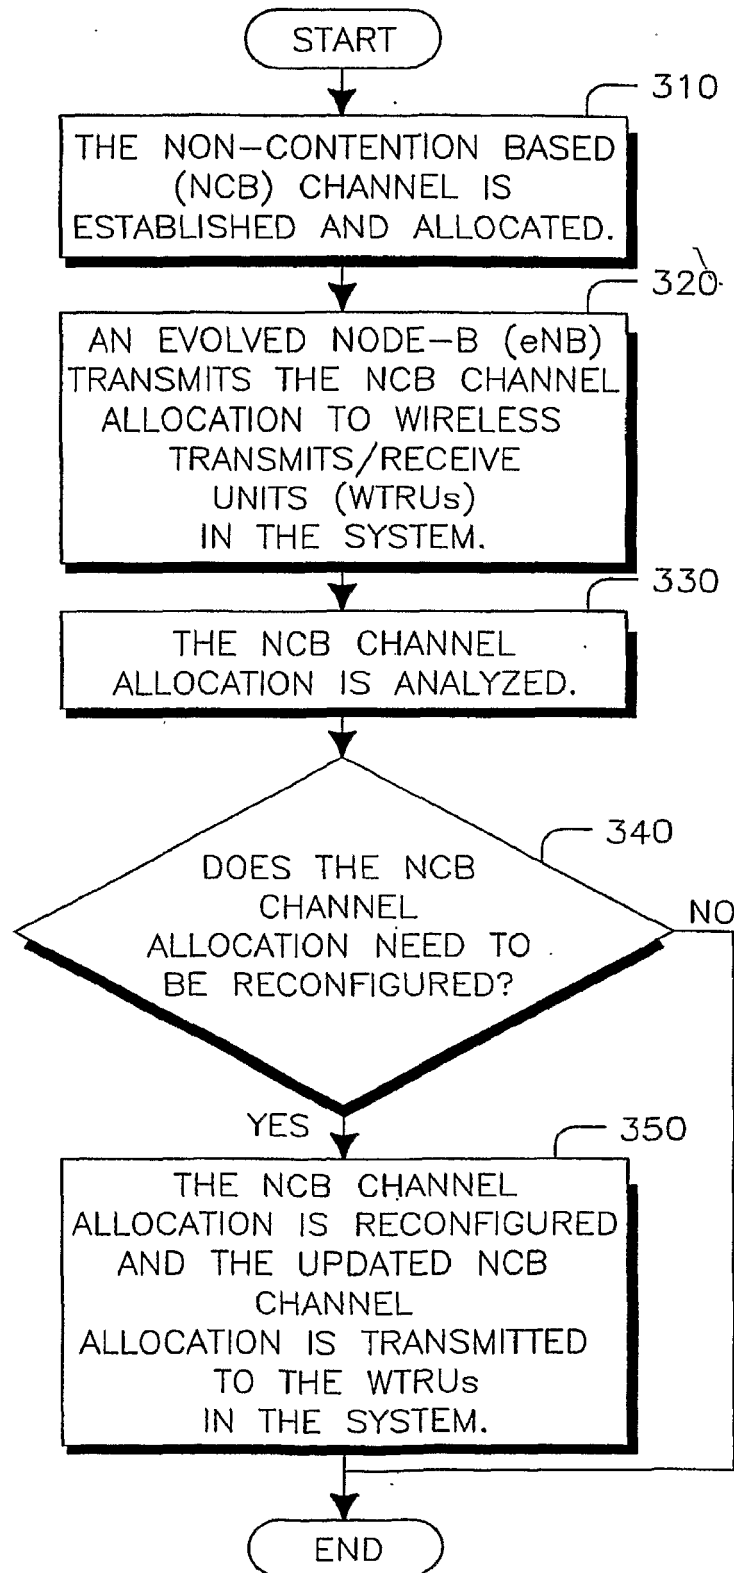 START
310
THE NON-CONTENTION BASED
(NCB) CHANNEL IS
ESTABLISHED AND ALLOCATED.
320
AN EVOLVED NODE-B (eNB)
TRANSMITS THE NCB CHANNEL
ALLOCATION TO WIRELESS
TRANSMITS/RECEIVE
UNITS (WTRUs)
IN THE SYSTEM.
330
THE NCB CHANNEL
ALLOCATION IS ANALYZED.
340
DOES THE NCB
CHANNEL
ALLOCATION NEED TO
BE RECONFIGURED?
NO
YES
350
THE NCB CHANNEL
ALLOCATION IS RECONFIGURED
AND THE UPDATED NCB
CHANNEL
ALLOCATION IS TRANSMITTED
TO THE WTRUs
IN THE SYSTEM.
END